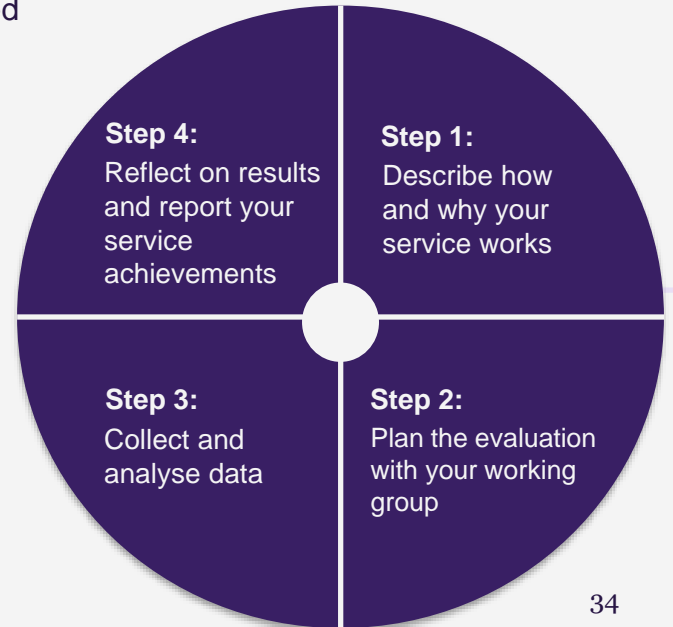 Step 1:
Describe how
and why your
service works
Step 2:
Plan the evaluation
with your working
group
Step 3:
Collect and
analyse data
Step 4:
Reflect on results
and report your
service
achievements
34